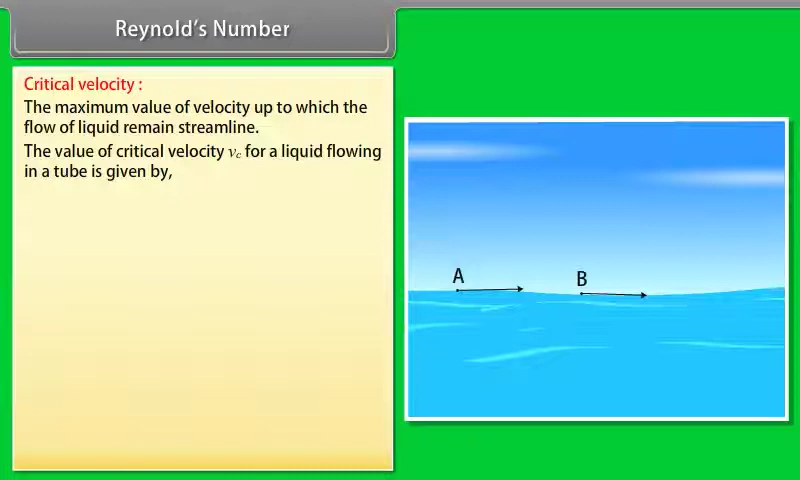 Reynold's Number
Critical velocity :
The maximum value of velocity up to which the
flow of liquid remain streamline.
The value of critical velocity v꜀ for a liquid flowing
in a tube is given by,
A
B